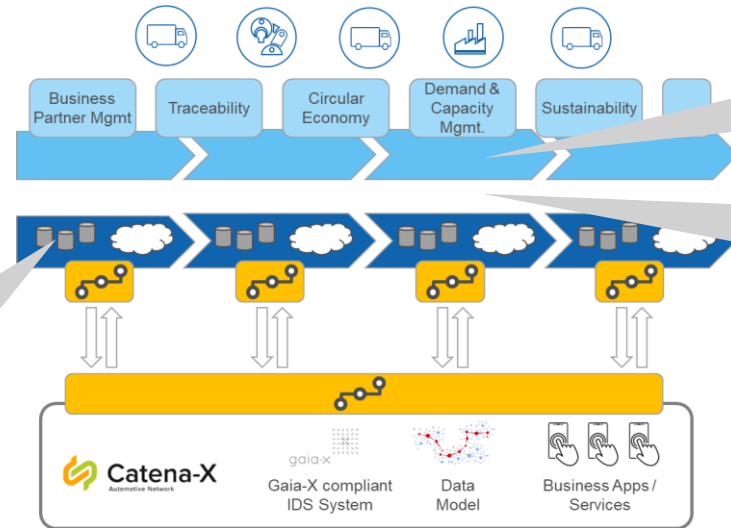 Business
Partner Mgmt
Traceability
Circular
Economy
Demand &
Capacity
Mgmt.
Sustainability
Catena-X
Automotive Network
gaia-x
Gaia-X compliant
IDS System
Data
Model
Business Apps /
Services